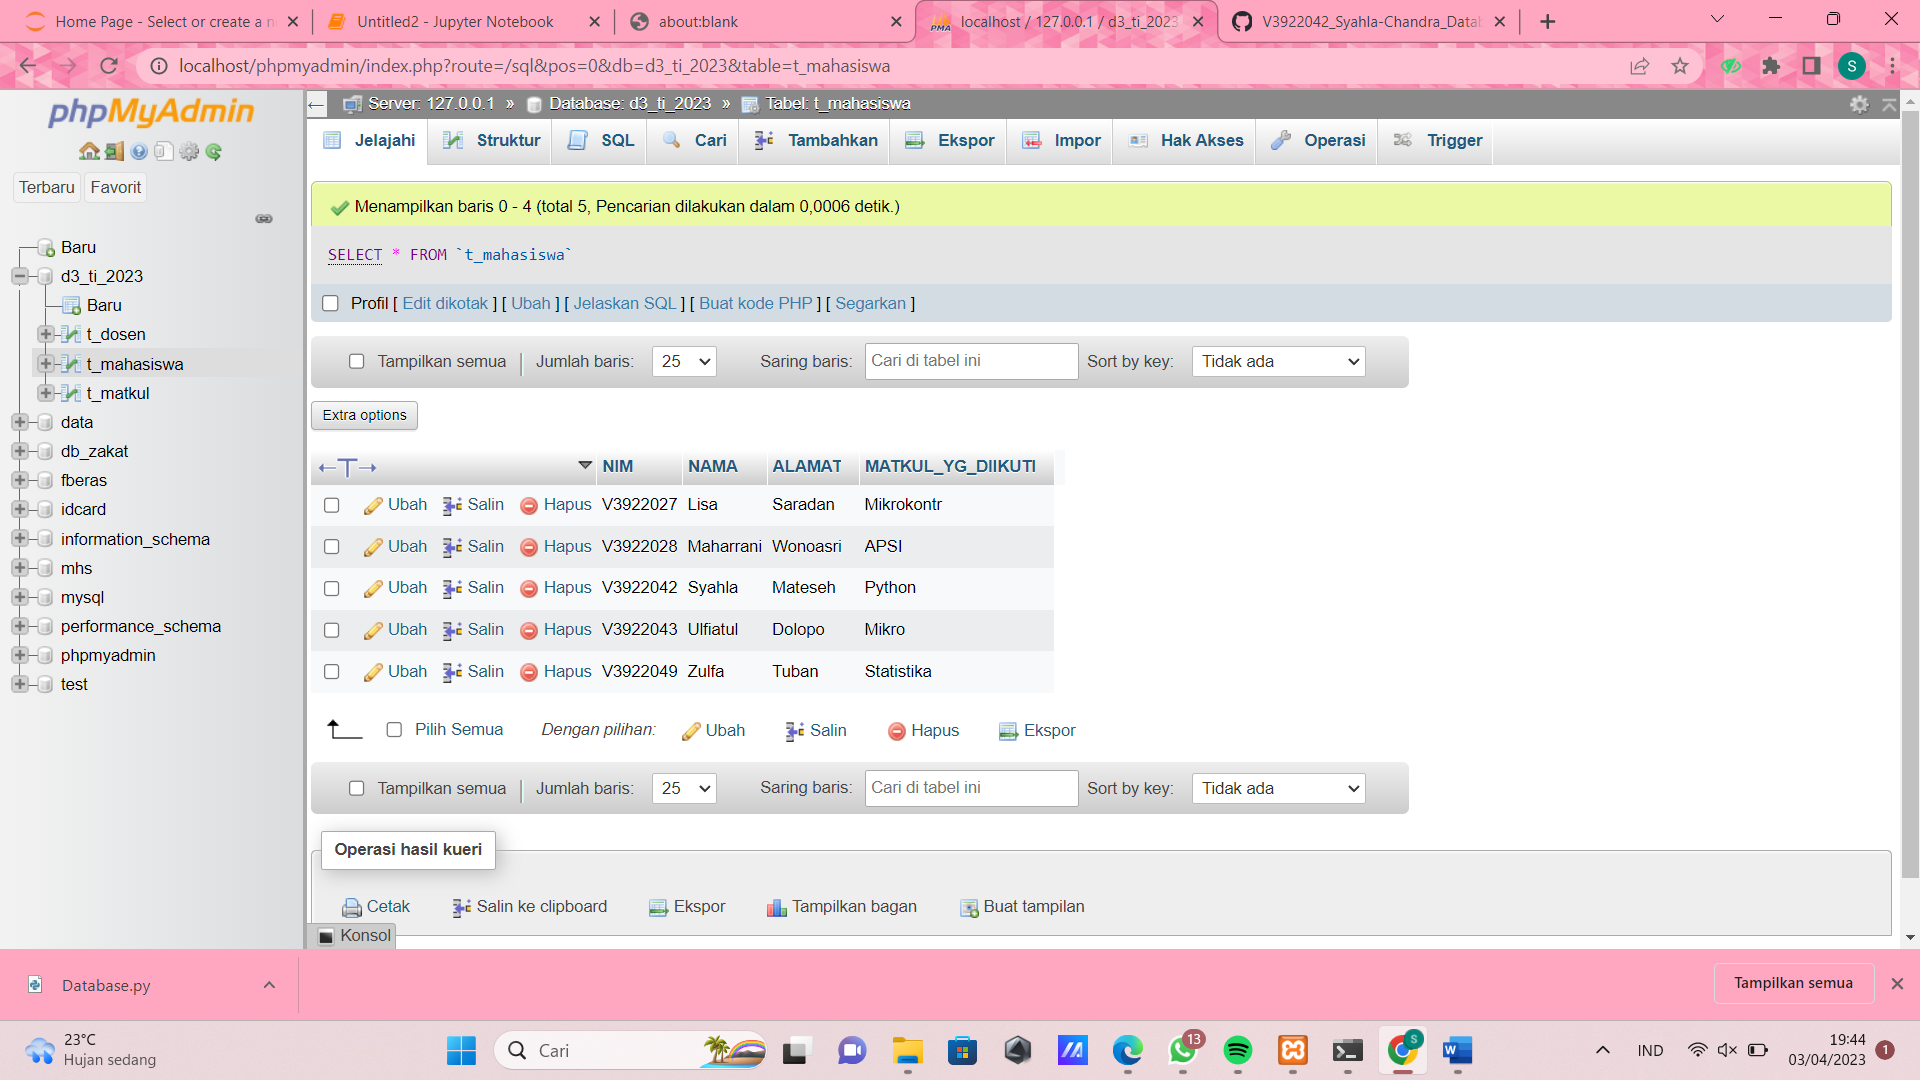 Home Page - Select or create a n
Untitled2 - Jupyter Notebook
about:blank
localhost / 127.0.0.1 / d3_ti_2023
V3922042_Syahla-Chandra_Datab
localhost/phpmyadmin/index.php?route=/sql&pos=0&db=d3_ti_2023&table=t_mahasiswa
S
phpMyAdmin
Terbaru
Favorit
Baru
d3_ti_2023
Baru
t_dosen
t_mahasiswa
t_matkul
data
db_zakat
fberas
idcard
information_schema
mhs
mysql
performance_schema
phpmyadmin
test
Server: 127.0.0.1 » Database: d3_ti_2023 » Tabel: t_mahasiswa
Jelajahi Struktur SQL Cari Tambahkan Ekspor Impor Hak Akses Operasi Trigger
Menampilkan baris 0 - 4 (total 5, Pencarian dilakukan dalam 0,0006 detik.)
SELECT * FROM `t_mahasiswa`
Profil [ Edit dikotak ] [ Ubah ] [ Jelaskan SQL ] [ Buat kode PHP ] [ Segarkan ]
Tampilkan semua Jumlah baris: 25 Saring baris: Cari di tabel ini Sort by key: Tidak ada
Extra options
←T→ NIM NAMA ALAMAT MATKUL_YG_DIIKUTI
Ubah Salin Hapus V3922027 Lisa Saradan Mikrokontr
Ubah Salin Hapus V3922028 Maharrani Wonoasri APSI
Ubah Salin Hapus V3922042 Syahla Mateseh Python
Ubah Salin Hapus V3922043 Ulfiatul Dolopo Mikro
Ubah Salin Hapus V3922049 Zulfa Tuban Statistika
Pilih Semua Dengan pilihan: Ubah Salin Hapus Ekspor
Tampilkan semua Jumlah baris: 25 Saring baris: Cari di tabel ini Sort by key: Tidak ada
Operasi hasil kueri
Cetak Salin ke clipboard Ekspor Tampilkan bagan Buat tampilan
Konsol
Database.py
Tampilkan semua
23°C
Hujan sedang
Cari
13
S
IND
19:44
03/04/2023
1